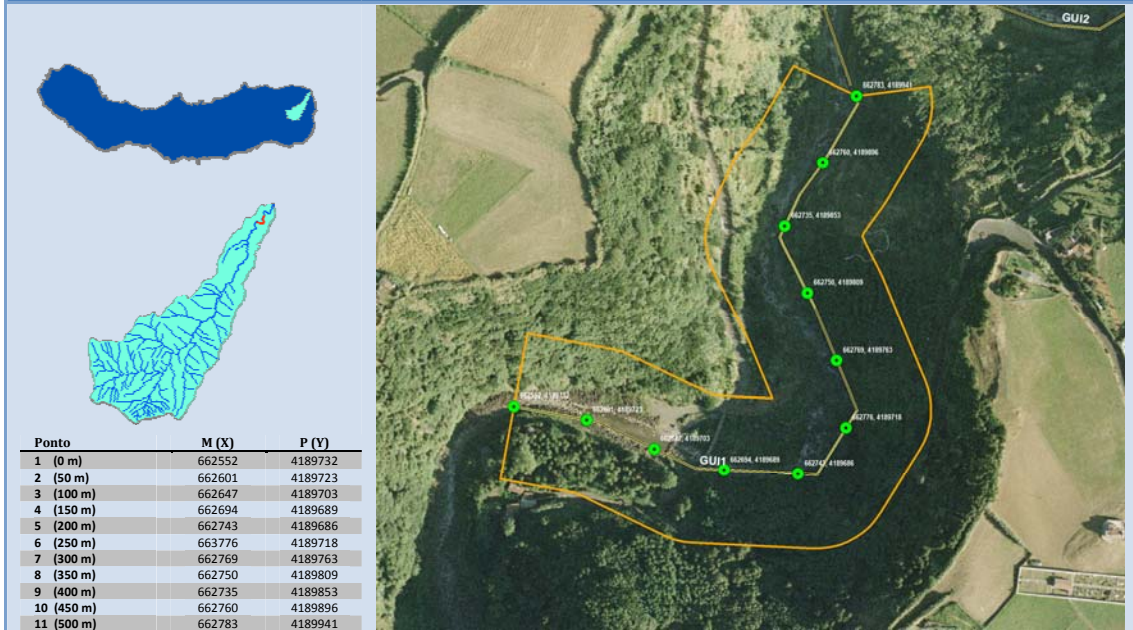 Ponto M (X) P (Y)
1 (0 m) 662552 4189732
2 (50 m) 662601 4189723
3 (100 m) 662647 4189703
4 (150 m) 662694 4189689
5 (200 m) 662743 4189686
6 (250 m) 663776 4189718
7 (300 m) 662769 4189763
8 (350 m) 662750 4189809
9 (400 m) 662735 4189853
10 (450 m) 662760 4189896
11 (500 m) 662783 4189941
GUI2
662783, 4189941
662760, 4189896
662735, 4189853
662750, 4189809
662769, 4189763
662776, 4189718
662601, 4189723
GUI1
662694, 4189689
662743, 4189686